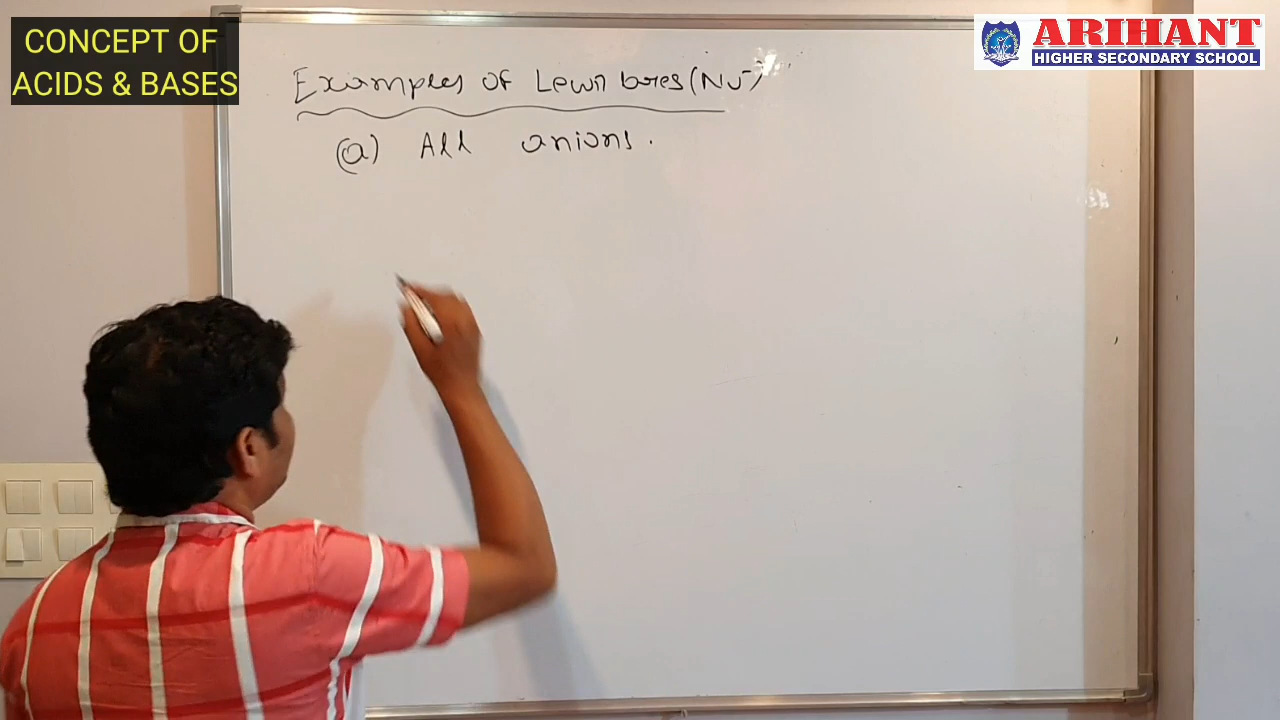 CONCEPT OF
ACIDS & BASES
ARIHANT
HIGHER SECONDARY SCHOOL
Examples of Lewis bases (Nu-)
(a) All anions.